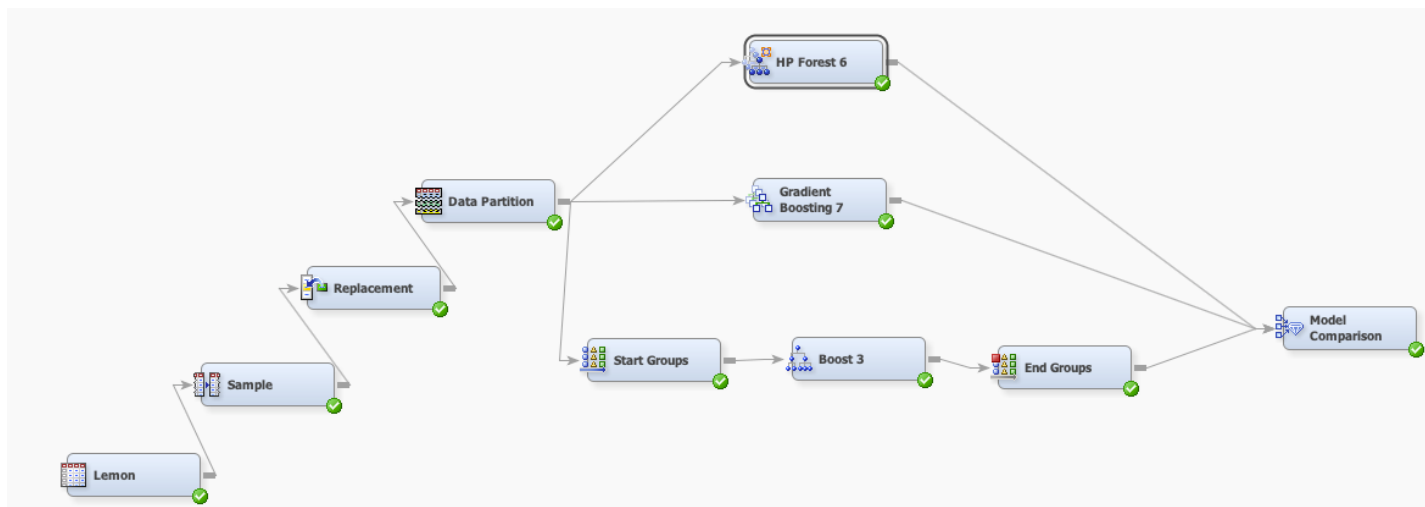 HP Forest 6
Data Partition
Gradient
Boosting 7
Replacement
Model
Comparison
Start Groups
Boost 3
End Groups
Sample
Lemon